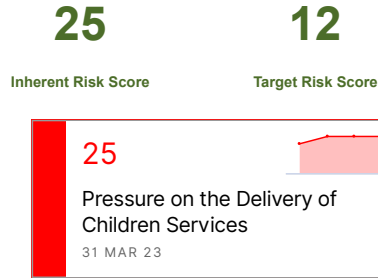 25 12
Inherent Risk Score Target Risk Score
25
Pressure on the Delivery of
Children Services
31 MAR 23